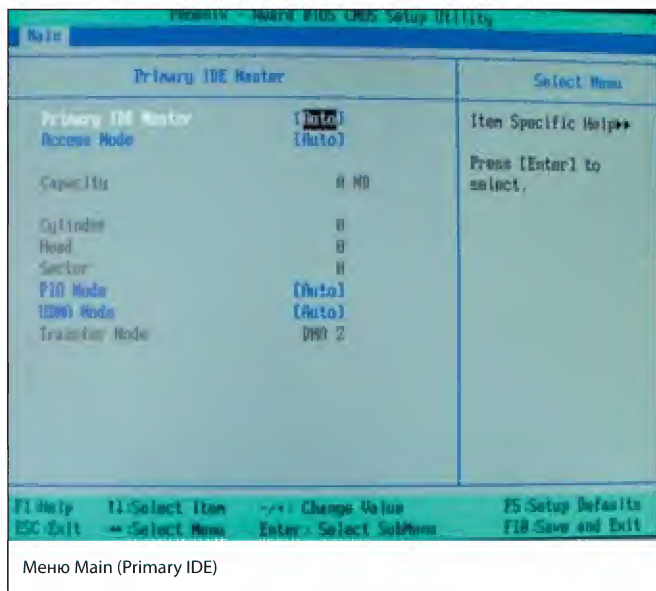 Phoenix - Award BIOS CMOS Setup Utility
Main
Primary IDE Master
Select Menu
Primary IDE Master [Auto]
Access Mode [Auto]
Capacity 0 MB
Cylinder 0
Head 0
Sector 0
PIO Mode [Auto]
UDMA Mode [Auto]
Transfer Mode DMA 2
Item Specific Help▸▸
Press [Enter] to
select.
F1:Help ↑↓:Select Item -/+: Change Value F5:Setup Defaults
ESC:Exit ↔:Select Menu Enter: Select SubMenu F10:Save and Exit
Меню Main (Primary IDE)